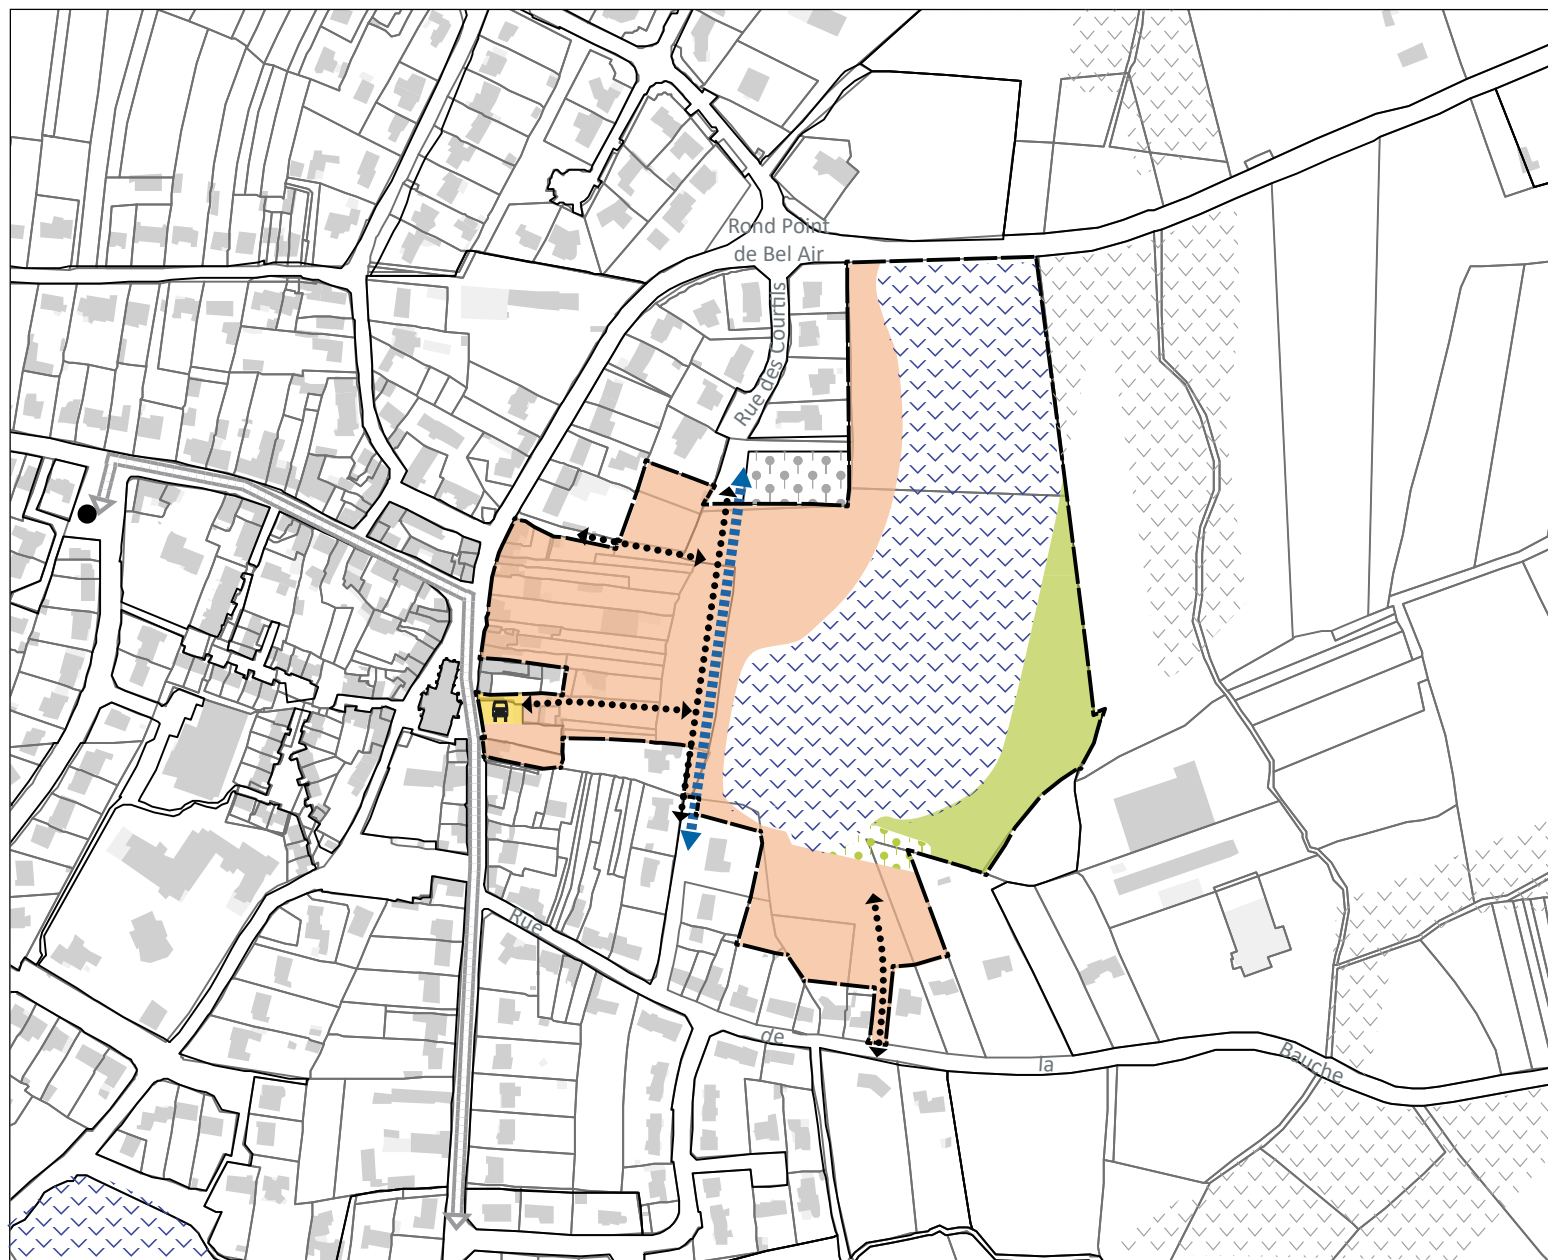 Rond Point
de Bel Air
Rue des Courtils
Rue
de
la
Bauche